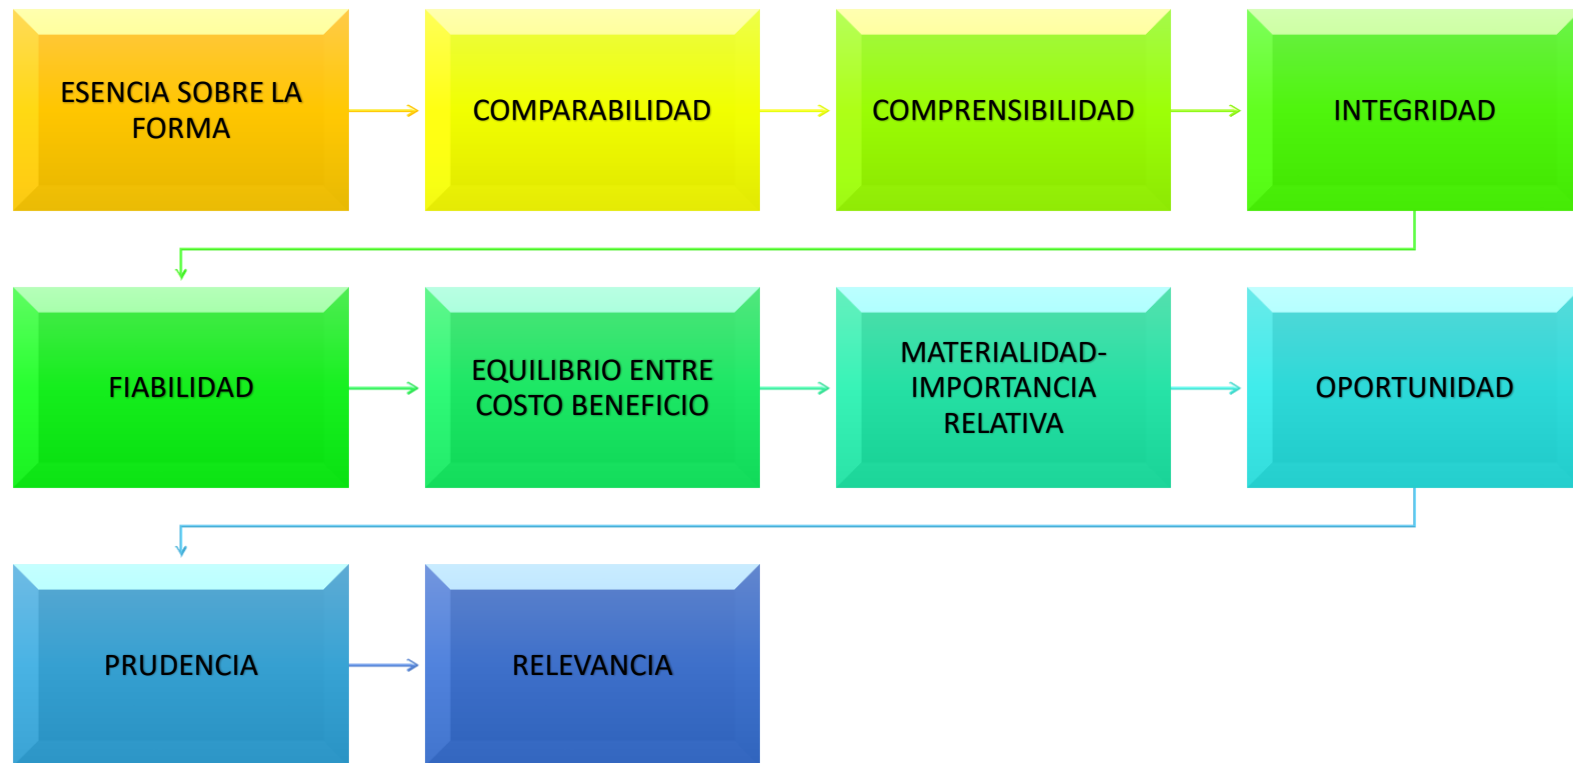 ESENCIA SOBRE LA
FORMA
COMPARABILIDAD
COMPRENSIBILIDAD
INTEGRIDAD
FIABILIDAD
EQUILIBRIO ENTRE
COSTO BENEFICIO
MATERIALIDAD-
IMPORTANCIA
RELATIVA
OPORTUNIDAD
PRUDENCIA
RELEVANCIA